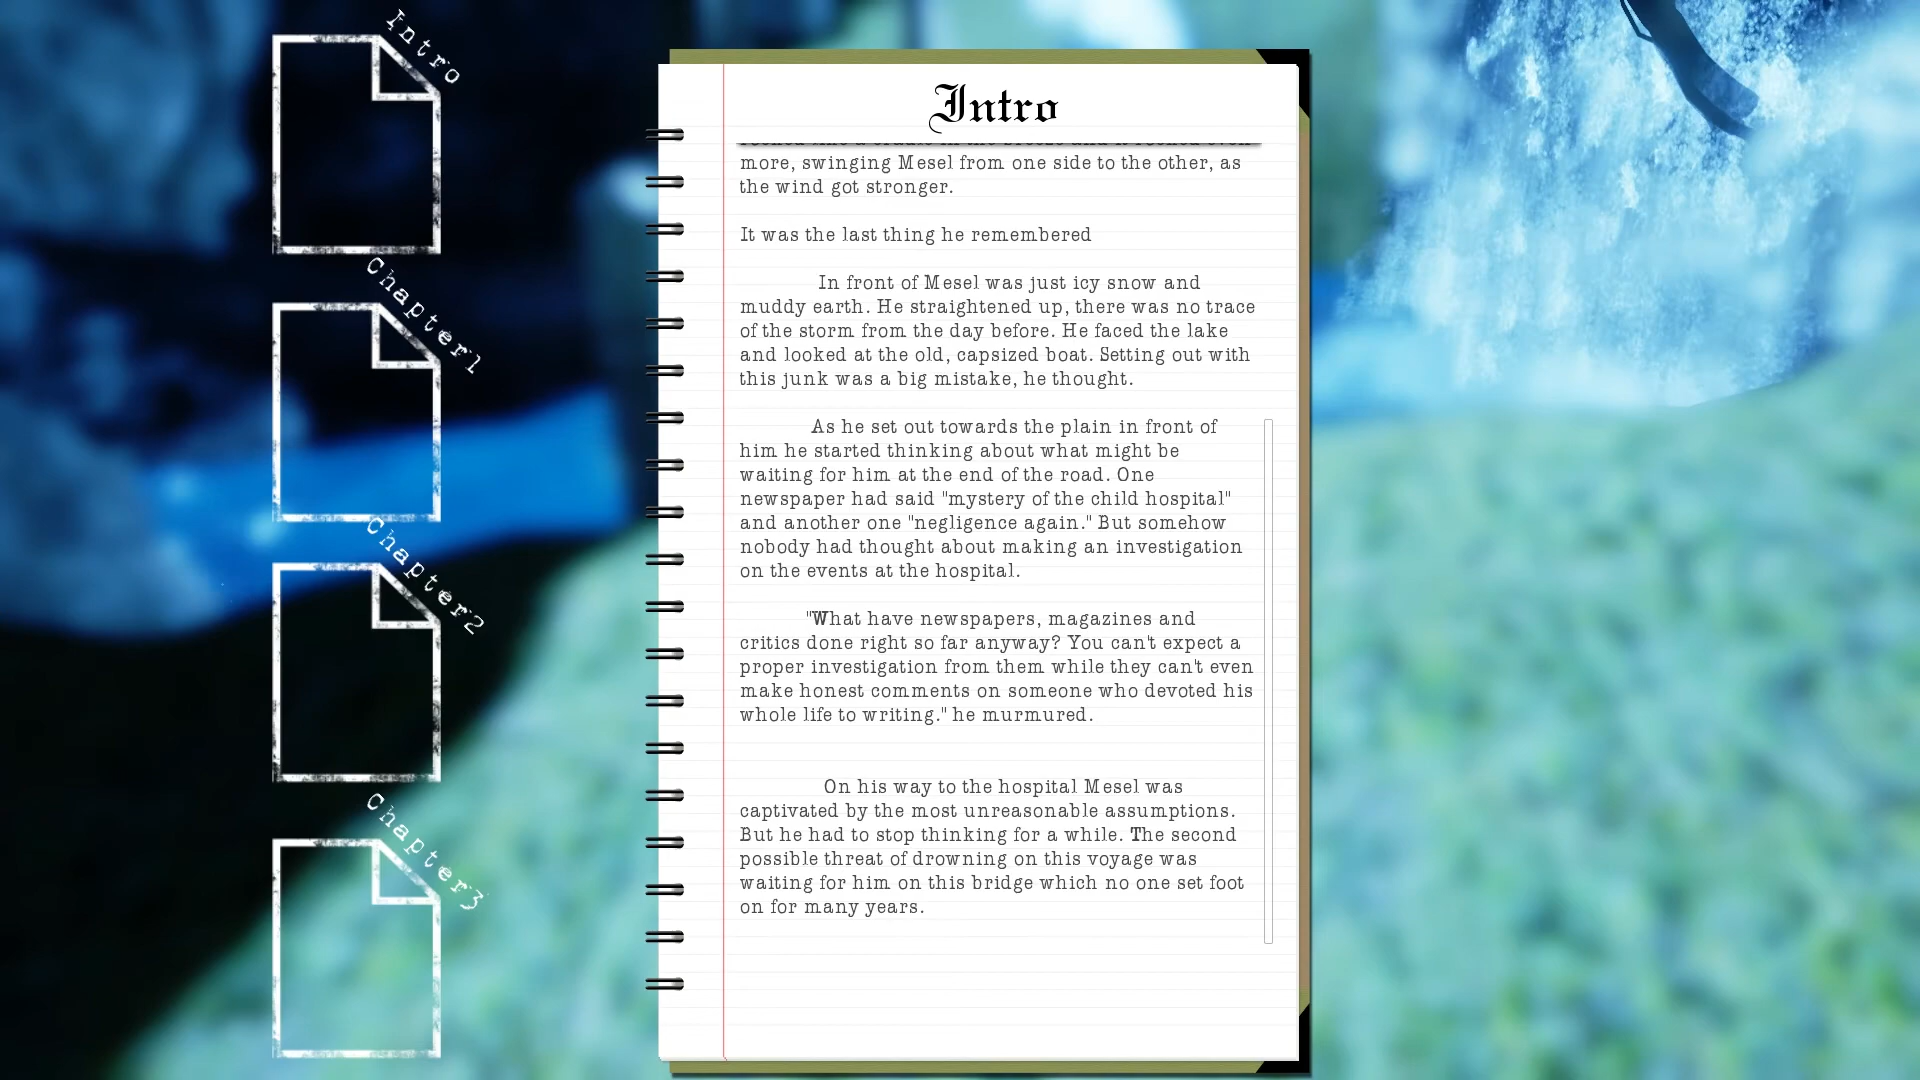 Intro
Chapter1
Chapter2
Chapter3
Intro
more, swinging Mesel from one side to the other, as
the wind got stronger.
It was the last thing he remembered
In front of Mesel was just icy snow and
muddy earth. He straightened up, there was no trace
of the storm from the day before. He faced the lake
and looked at the old, capsized boat. Setting out with
this junk was a big mistake, he thought.
As he set out towards the plain in front of
him he started thinking about what might be
waiting for him at the end of the road. One
newspaper had said "mystery of the child hospital"
and another one "negligence again." But somehow
nobody had thought about making an investigation
on the events at the hospital.
"What have newspapers, magazines and
critics done right so far anyway? You can't expect a
proper investigation from them while they can't even
make honest comments on someone who devoted his
whole life to writing." he murmured.
On his way to the hospital Mesel was
captivated by the most unreasonable assumptions.
But he had to stop thinking for a while. The second
possible threat of drowning on this voyage was
waiting for him on this bridge which no one set foot
on for many years.